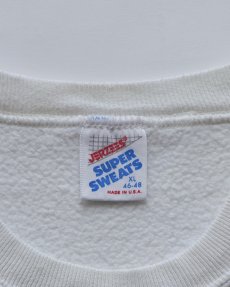 JERZEES
SUPER
SWEATS
XL
46-48
MADE IN U.S.A.